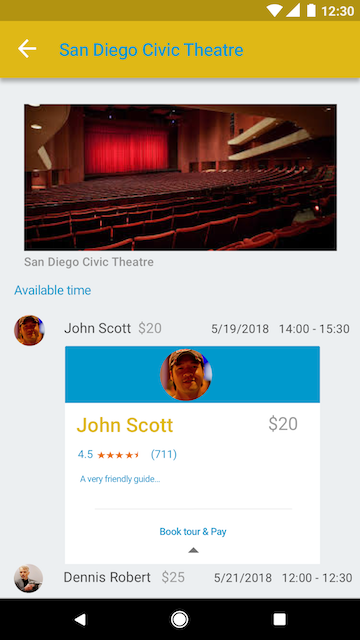 12:30
San Diego Civic Theatre
San Diego Civic Theatre
Available time
John Scott $20 5/19/2018 14:00 - 15:30
John Scott $20
4.5 (711)
A very friendly guide...
Book tour & Pay
Dennis Robert $25 5/21/2018 12:00 - 12:30